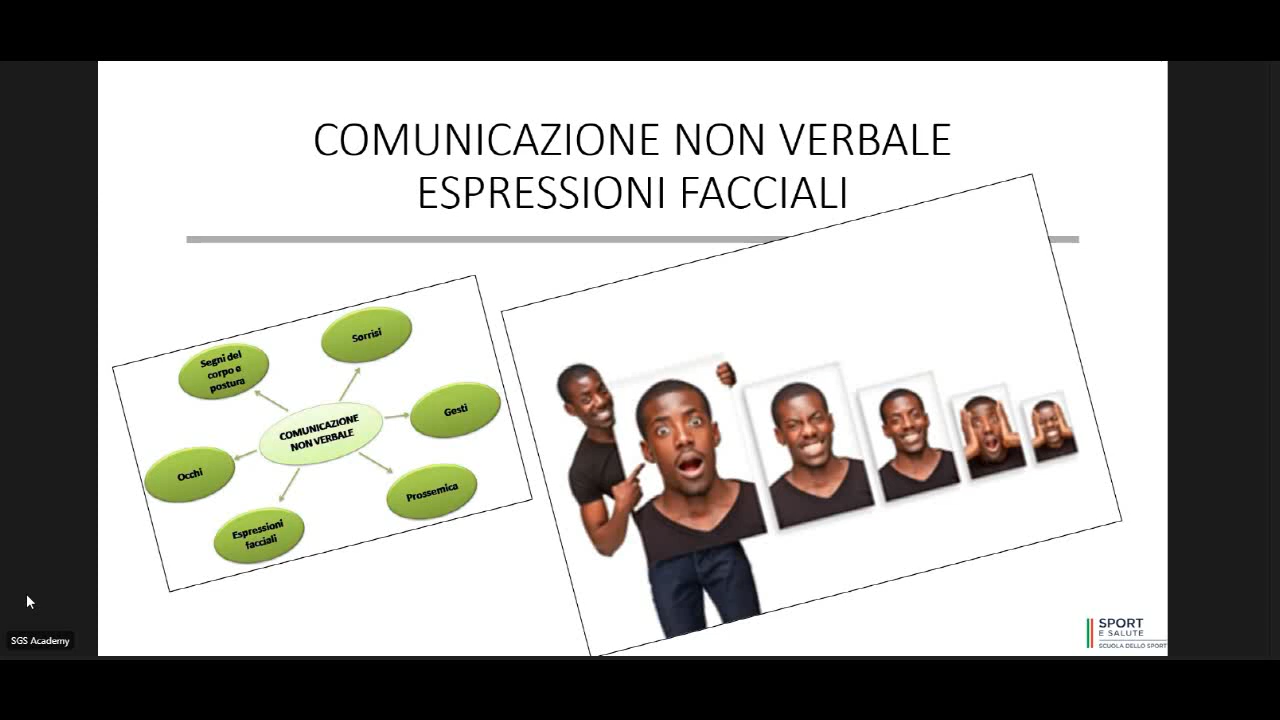 COMUNICAZIONE NON VERBALE
ESPRESSIONI FACCIALI
Sorrisi
Segni del
corpo e
postura
Gesti
COMUNICAZIONE
NON VERBALE
Occhi
Prossemica
Espressioni
facciali
SGS Academy
SPORT
E SALUTE
SCUOLA DELLO SPORT